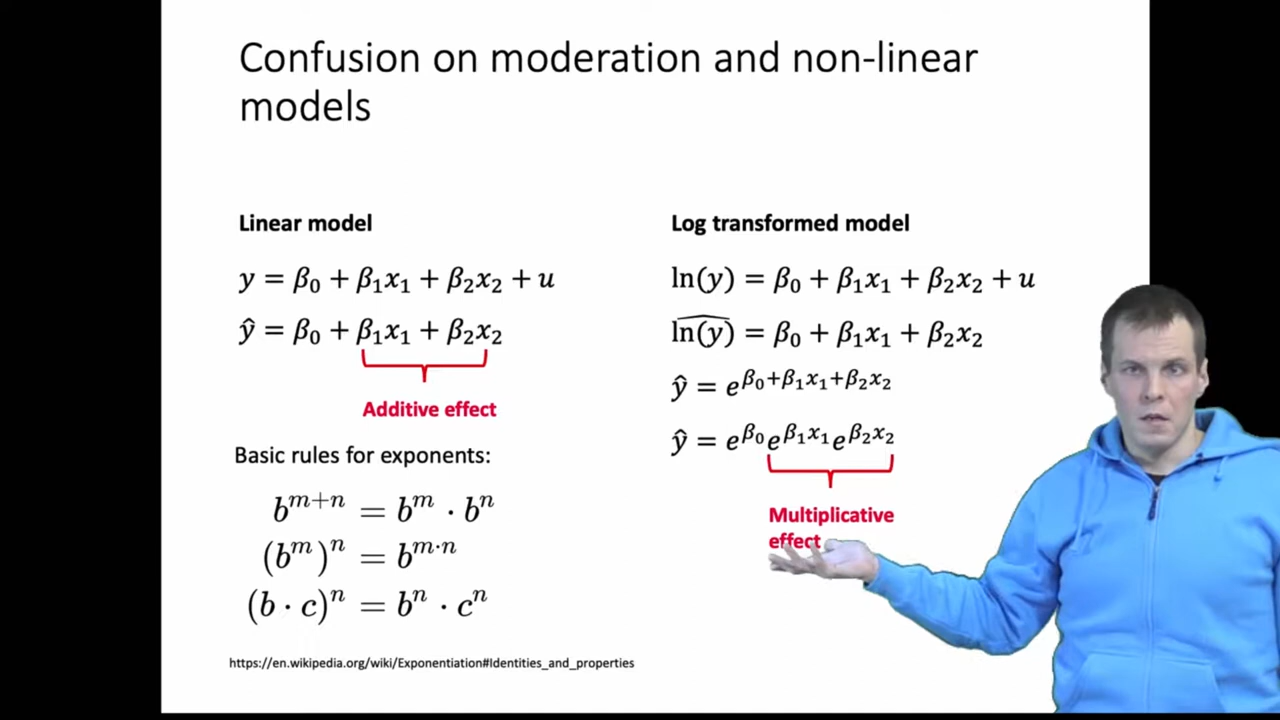 Confusion on moderation and non-linear
models
Linear model
y = β₀ + β₁x₁ + β₂x₂ + u
ŷ = β₀ + β₁x₁ + β₂x₂
Additive effect
Basic rules for exponents:
b^{m+n} = b^m · b^n
(b^m)^n = b^{m·n}
(b · c)^n = b^n · c^n
https://en.wikipedia.org/wiki/Exponentiation#Identities_and_properties
Log transformed model
ln(y) = β₀ + β₁x₁ + β₂x₂ + u
\widehat{ln(y)} = β₀ + β₁x₁ + β₂x₂
ŷ = e^{β₀+β₁x₁+β₂x₂}
ŷ = e^{β₀}e^{β₁x₁}e^{β₂x₂}
Multiplicative
effect